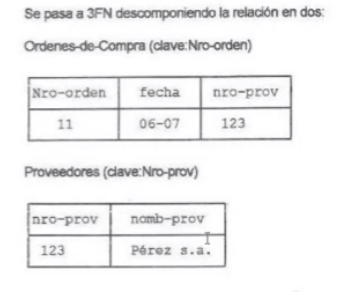 Se pasa a 3FN descomponiendo la relación en dos:
Ordenes-de-Compra (clave:Nro-orden)
Nro-orden fecha nro-prov
11 06-07 123
Proveedores (clave:Nro-prov)
nro-prov nomb-prov
123 Pérez s.a.